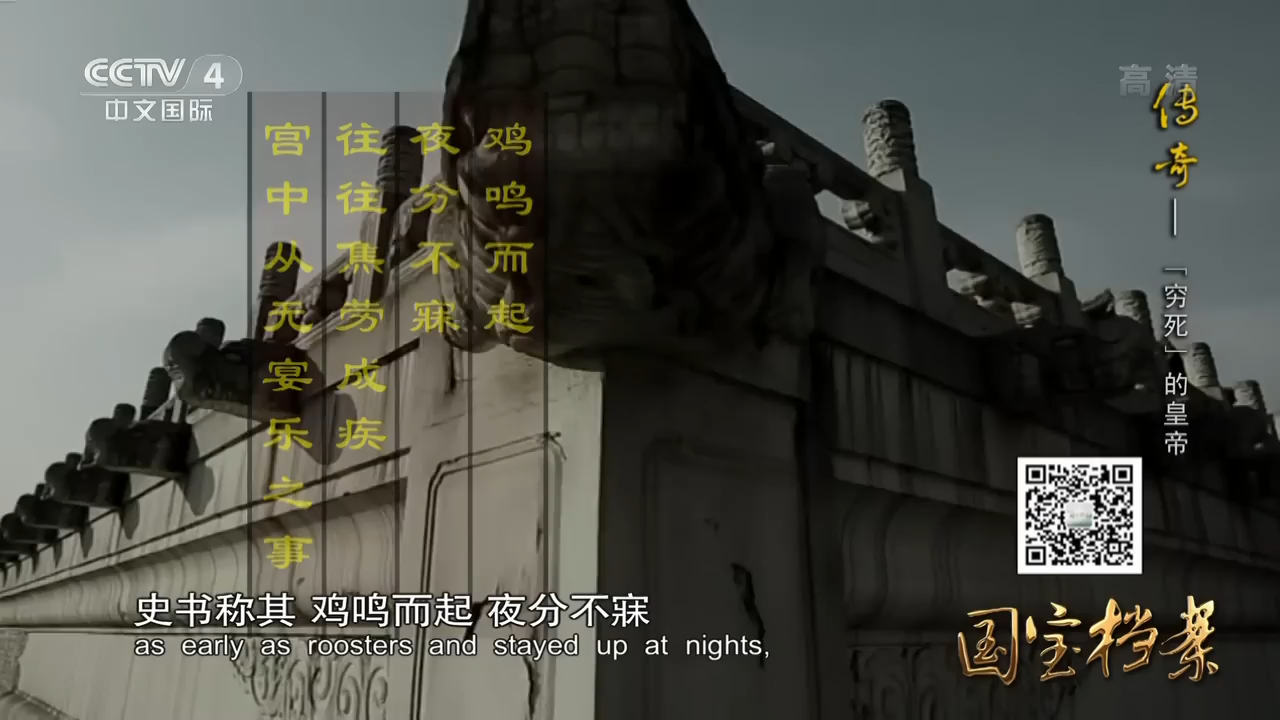 CCTV 4
中文国际
高清
鸡鸣而起
夜分不寐
往往焦劳成疾
宫中从无宴乐之事
传奇—「穷死」的皇帝
史书称其 鸡鸣而起 夜分不寐
as early as roosters and stayed up at nights,
国宝档案